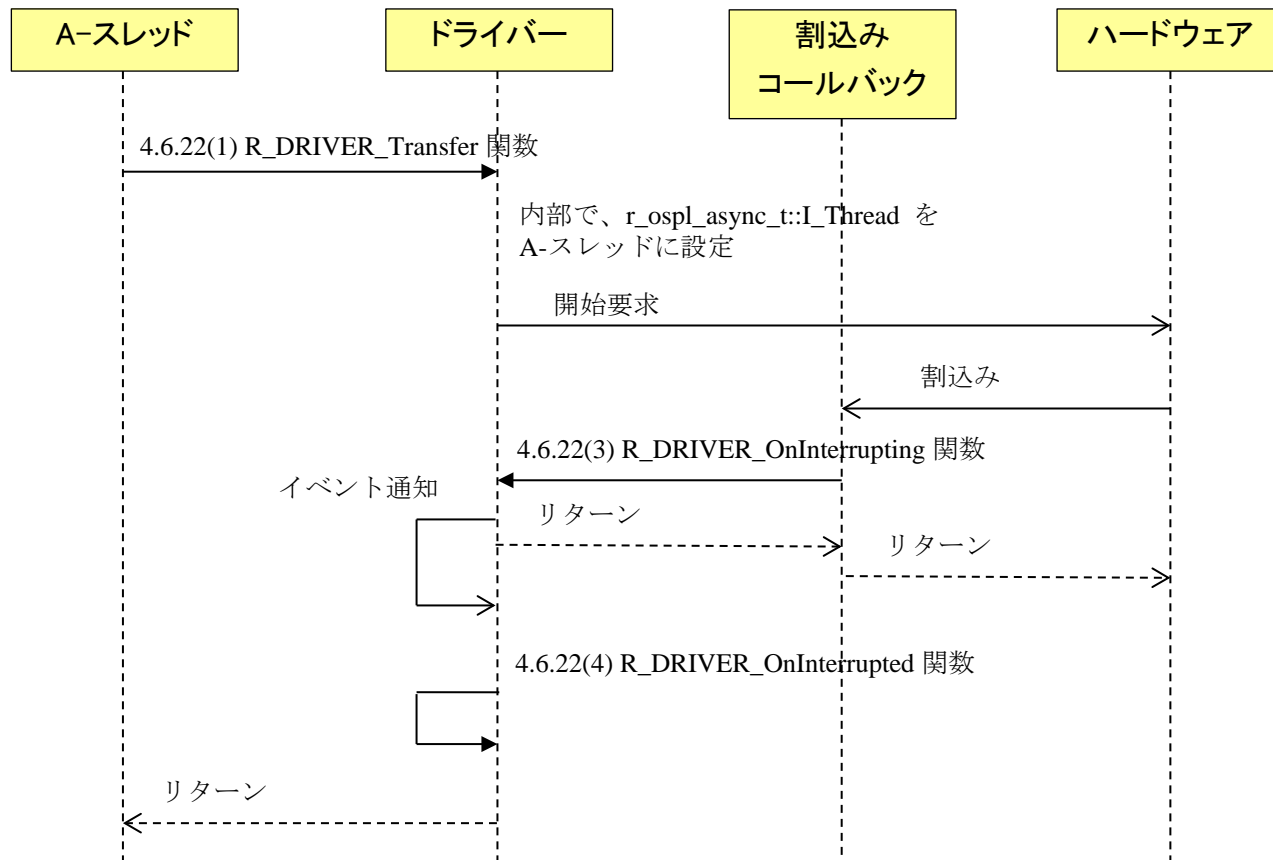 A-スレッド
ドライバー
割込み
コールバック
ハードウェア
4.6.22(1) R_DRIVER_Transfer 関数
内部で、r_ospl_async_t::I_Thread を
A-スレッドに設定
開始要求
割込み
4.6.22(3) R_DRIVER_OnInterrupting 関数
イベント通知
リターン
リターン
4.6.22(4) R_DRIVER_OnInterrupted 関数
リターン